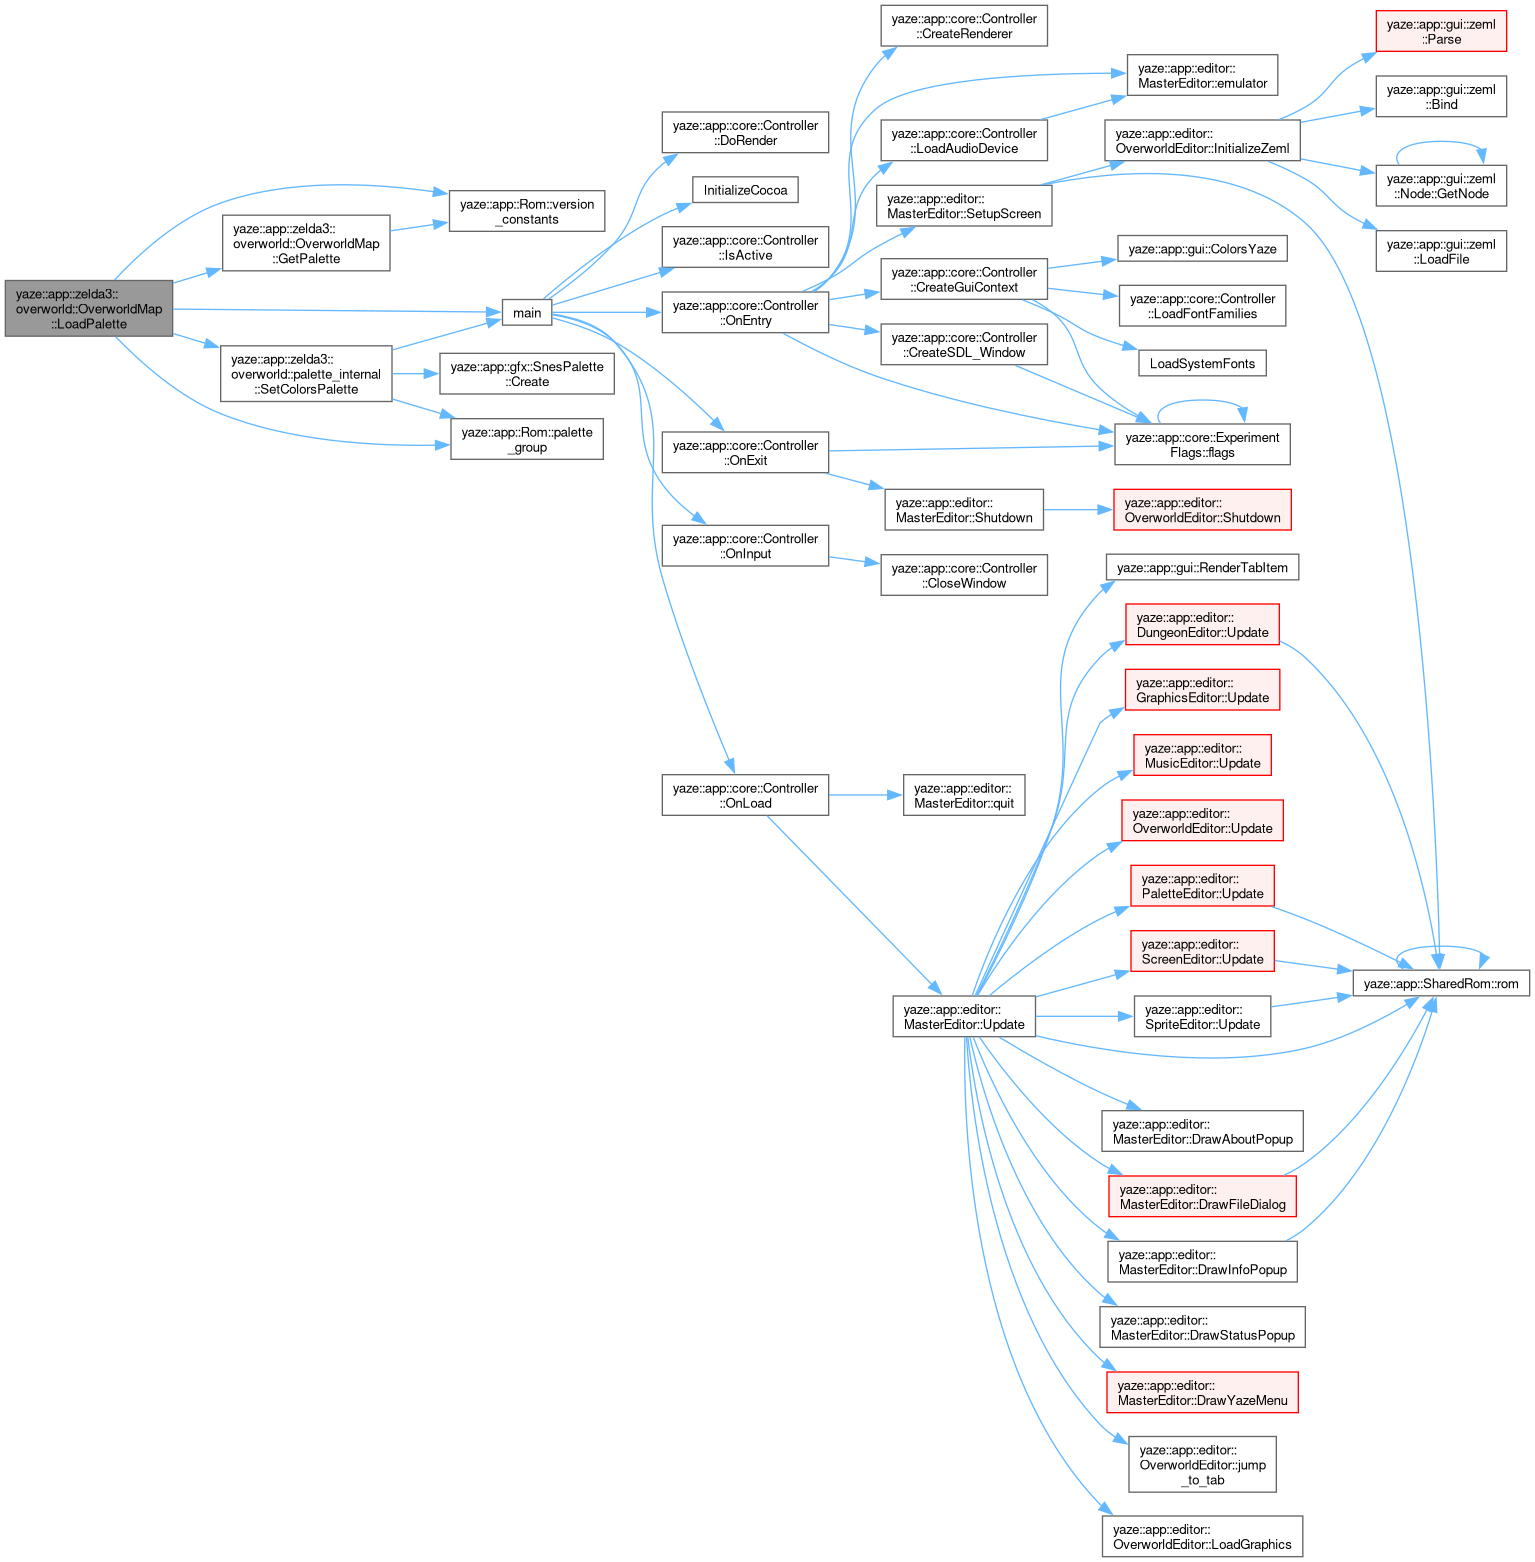 yaze::app::zelda3::
overworld::OverworldMap
::LoadPalette
yaze::app::Rom::version
_constants
yaze::app::zelda3::
overworld::OverworldMap
::GetPalette
yaze::app::zelda3::
overworld::palette_internal
::SetColorsPalette
yaze::app::gfx::SnesPalette
::Create
yaze::app::Rom::palette
_group
main
yaze::app::core::Controller
::DoRender
InitializeCocoa
yaze::app::core::Controller
::IsActive
yaze::app::core::Controller
::OnEntry
yaze::app::core::Controller
::OnExit
yaze::app::core::Controller
::OnInput
yaze::app::core::Controller
::OnLoad
yaze::app::core::Controller
::CreateRenderer
yaze::app::editor::
MasterEditor::emulator
yaze::app::core::Controller
::LoadAudioDevice
yaze::app::editor::
MasterEditor::SetupScreen
yaze::app::core::Controller
::CreateGuiContext
yaze::app::core::Controller
::CreateSDL_Window
yaze::app::editor::
OverworldEditor::InitializeZeml
yaze::app::gui::zeml
::Parse
yaze::app::gui::zeml
::Bind
yaze::app::gui::zeml
::Node::GetNode
yaze::app::gui::zeml
::LoadFile
yaze::app::gui::ColorsYaze
yaze::app::core::Controller
::LoadFontFamilies
LoadSystemFonts
yaze::app::core::Experiment
Flags::flags
yaze::app::editor::
MasterEditor::Shutdown
yaze::app::editor::
OverworldEditor::Shutdown
yaze::app::core::Controller
::CloseWindow
yaze::app::editor::
MasterEditor::quit
yaze::app::editor::
MasterEditor::Update
yaze::app::gui::RenderTabItem
yaze::app::editor::
DungeonEditor::Update
yaze::app::editor::
GraphicsEditor::Update
yaze::app::editor::
MusicEditor::Update
yaze::app::editor::
OverworldEditor::Update
yaze::app::editor::
PaletteEditor::Update
yaze::app::editor::
ScreenEditor::Update
yaze::app::editor::
SpriteEditor::Update
yaze::app::SharedRom::rom
yaze::app::editor::
MasterEditor::DrawAboutPopup
yaze::app::editor::
MasterEditor::DrawFileDialog
yaze::app::editor::
MasterEditor::DrawInfoPopup
yaze::app::editor::
MasterEditor::DrawStatusPopup
yaze::app::editor::
MasterEditor::DrawYazeMenu
yaze::app::editor::
OverworldEditor::jump
_to_tab
yaze::app::editor::
OverworldEditor::LoadGraphics